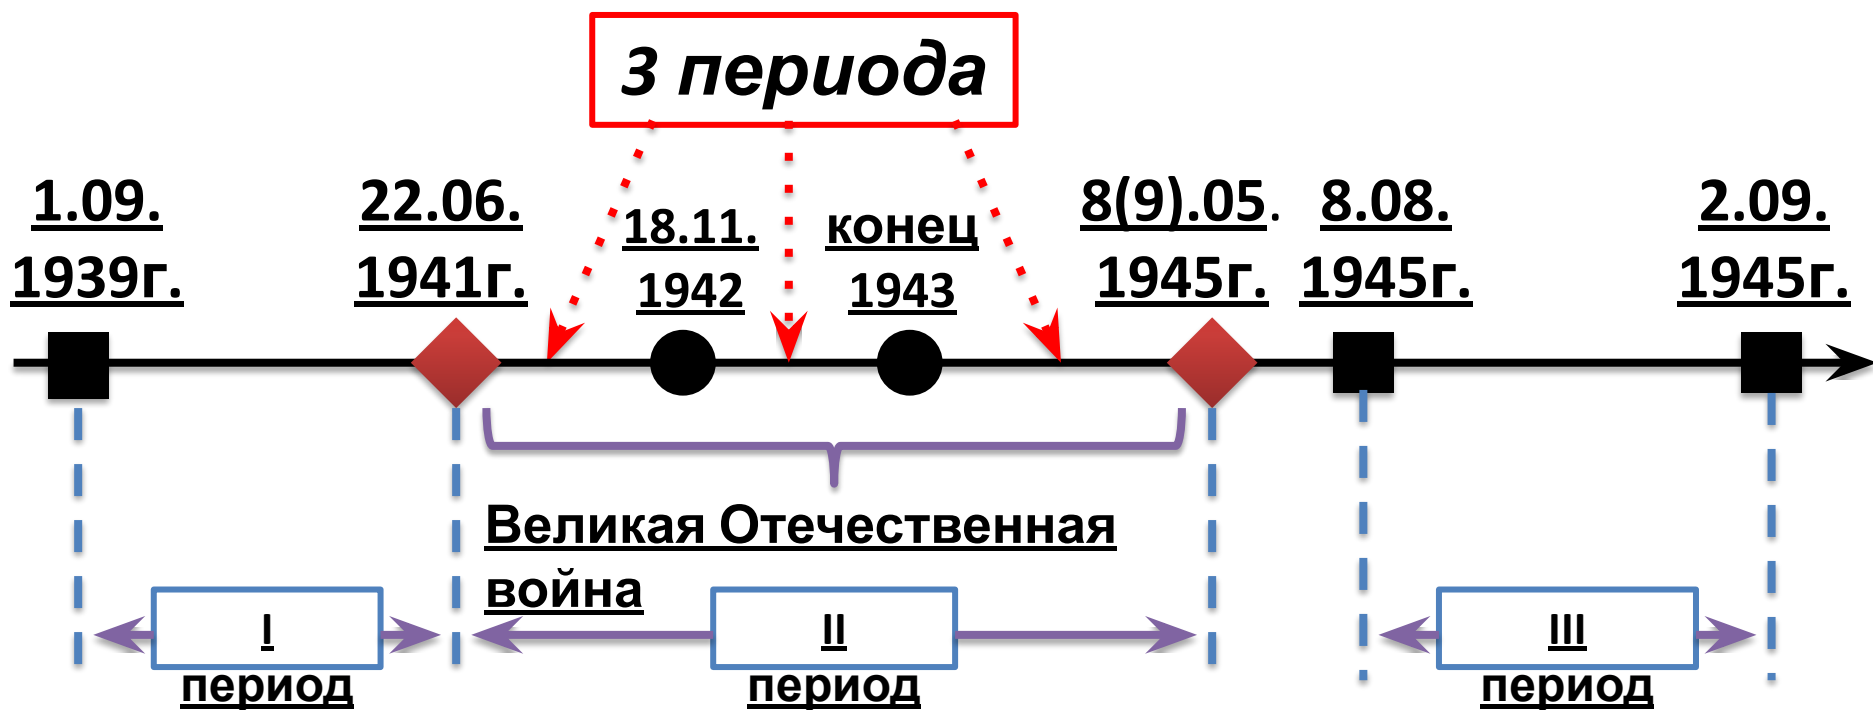 3 периода
1.09.
1939г.
22.06.
1941г.
18.11.
1942
конец
1943
8(9).05.
1945г.
8.08.
1945г.
2.09.
1945г.
Великая Отечественная
война
I
период
II
период
III
период